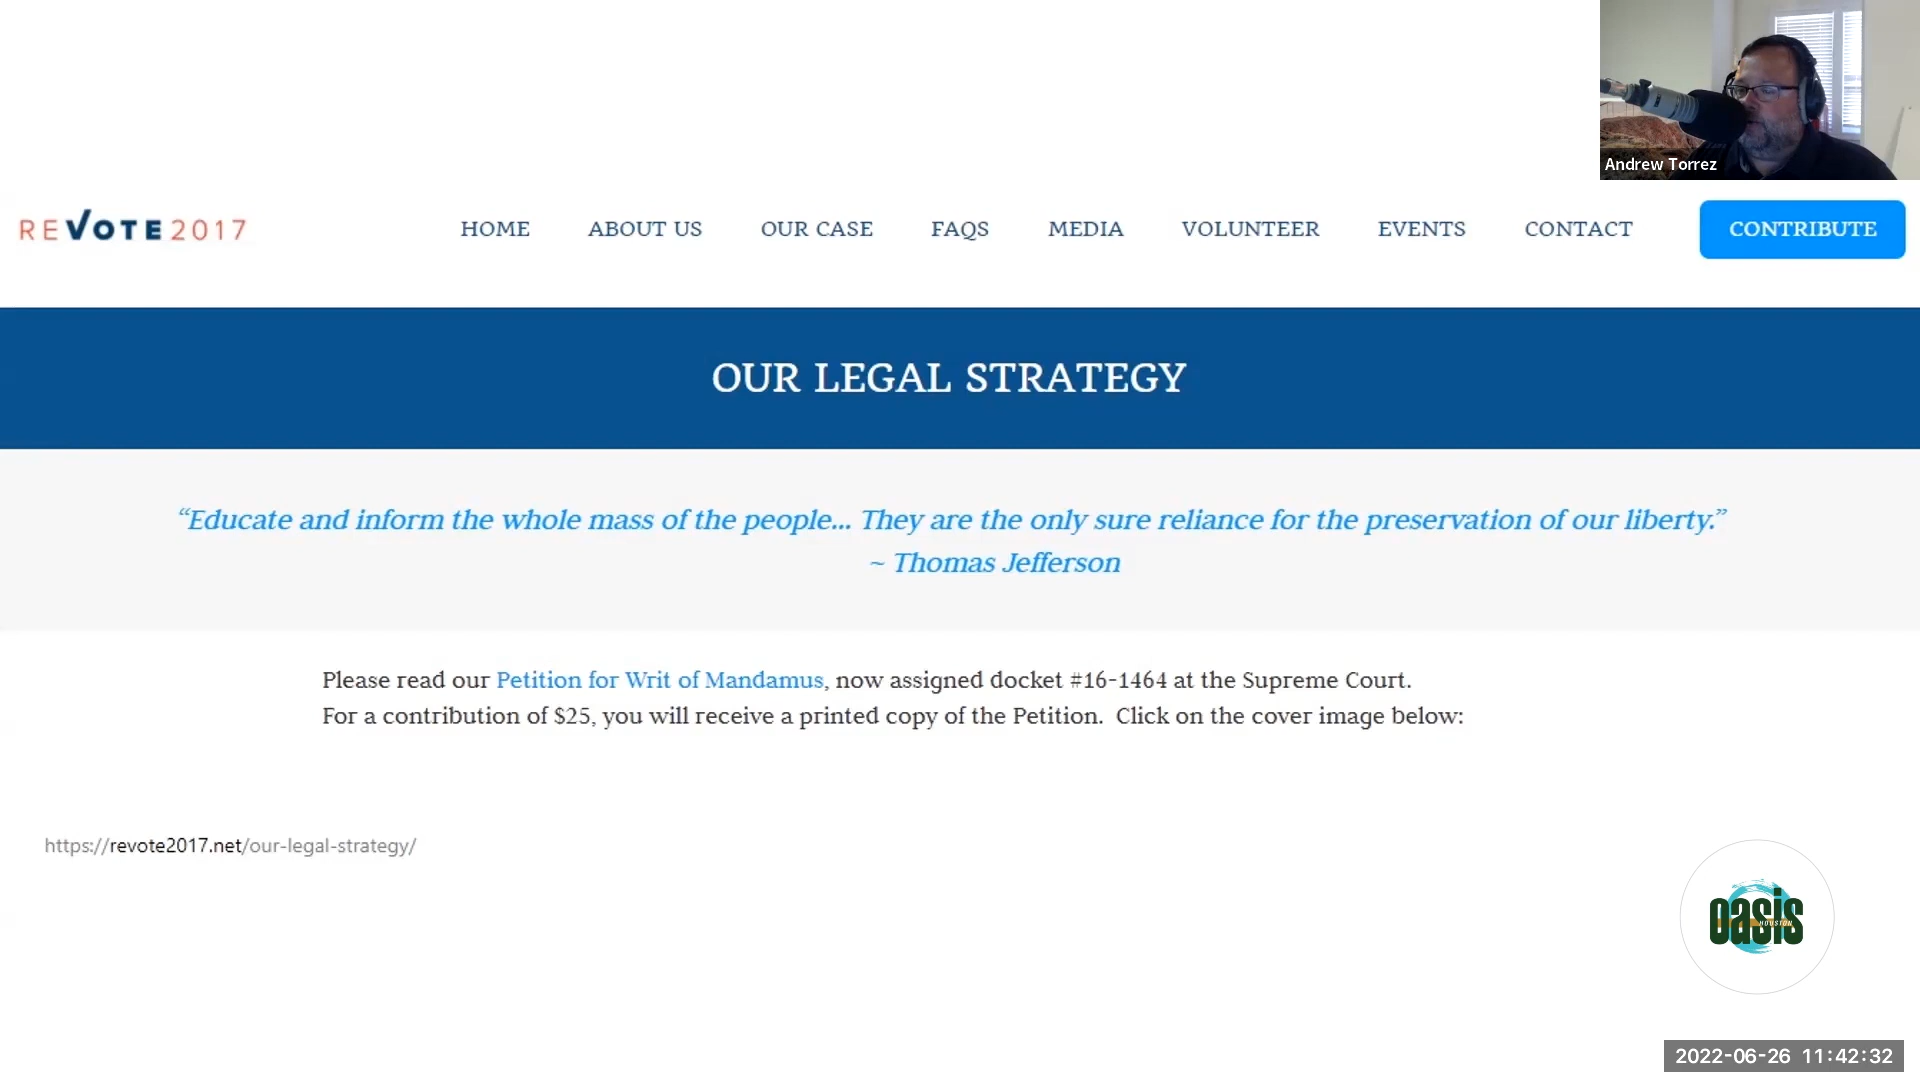 Andrew Torrez
REVOTE2017
HOME ABOUT US OUR CASE FAQS MEDIA VOLUNTEER EVENTS CONTACT CONTRIBUTE
OUR LEGAL STRATEGY
“Educate and inform the whole mass of the people... They are the only sure reliance for the preservation of our liberty.”
~ Thomas Jefferson
Please read our Petition for Writ of Mandamus, now assigned docket #16-1464 at the Supreme Court.
For a contribution of $25, you will receive a printed copy of the Petition. Click on the cover image below:
https://revote2017.net/our-legal-strategy/
oasis
HOUSTON
2022-06-26 11:42:32